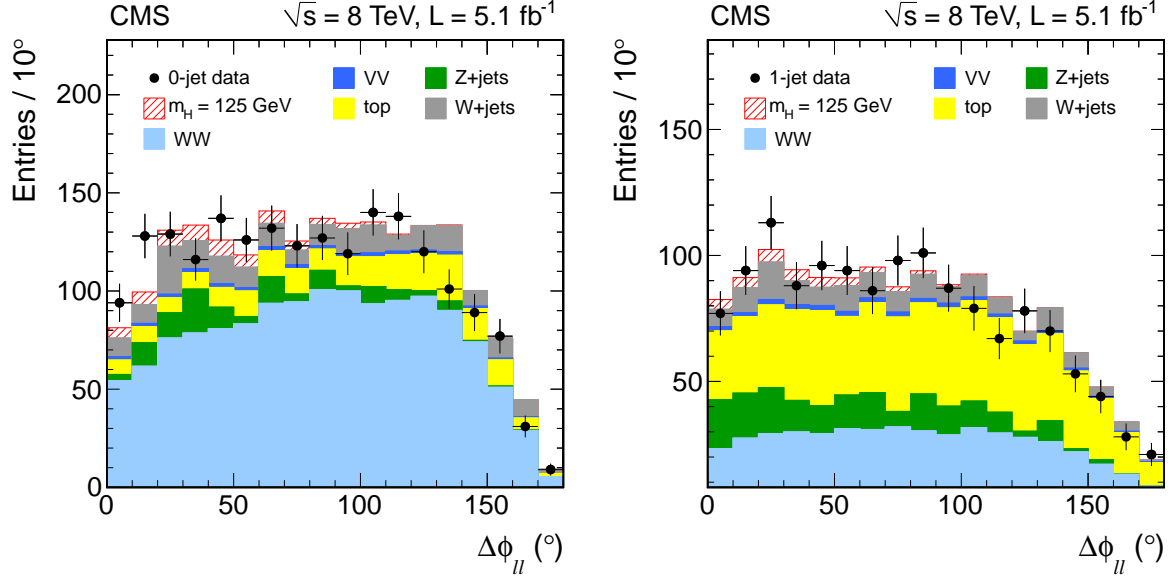 CMS √s = 8 TeV, L = 5.1 fb⁻¹
Entries / 10°
0-jet data VV Z+jets
m_H = 125 GeV top W+jets
WW
200
150
100
50
0
0 50 100 150
Δϕ_ll (°)
CMS √s = 8 TeV, L = 5.1 fb⁻¹
Entries / 10°
1-jet data VV Z+jets
m_H = 125 GeV top W+jets
WW
150
100
50
0 50 100 150
Δϕ_ll (°)